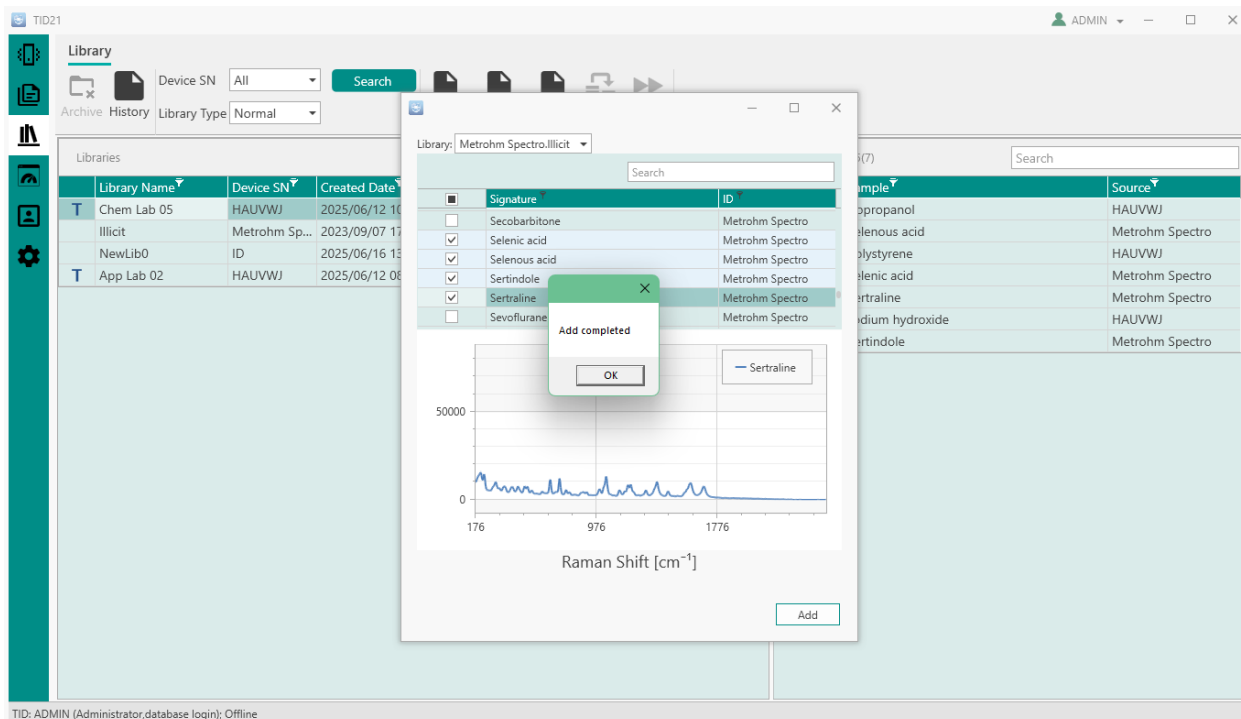 TID21
ADMIN
Library
Device SN All Search
Archive History Library Type Normal
Libraries
Library Name Device SN Created Date
T Chem Lab 05 HAUVWJ 2025/06/12 10
Illicit Metrohm Sp... 2023/09/07 17
NewLib0 ID 2025/06/16 13
T App Lab 02 HAUVWJ 2025/06/12 08
Library: Metrohm Spectro.Illicit
Search
Signature ID
Secobarbitone Metrohm Spectro
Selenic acid Metrohm Spectro
Selenous acid Metrohm Spectro
Sertindole Metrohm Spectro
Sertraline Metrohm Spectro
Sevoflurane Metrohm Spectro
Add completed
OK
Sertraline
50000
0
176 976 1776
Raman Shift [cm⁻¹]
Add
(7) Search
Source
HAUVWJ
Metrohm Spectro
HAUVWJ
Metrohm Spectro
Metrohm Spectro
hydroxide HAUVWJ
Metrohm Spectro
TID: ADMIN (Administrator,database login); Offline